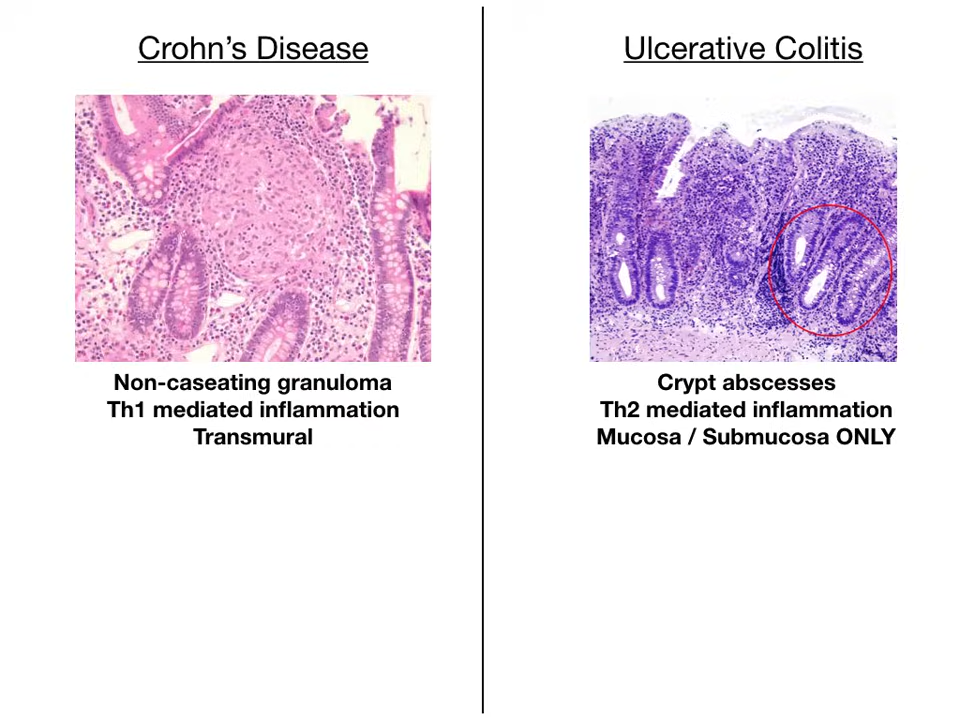 Crohn’s Disease
Non-caseating granuloma
Th1 mediated inflammation
Transmural
Ulcerative Colitis
Crypt abscesses
Th2 mediated inflammation
Mucosa / Submucosa ONLY